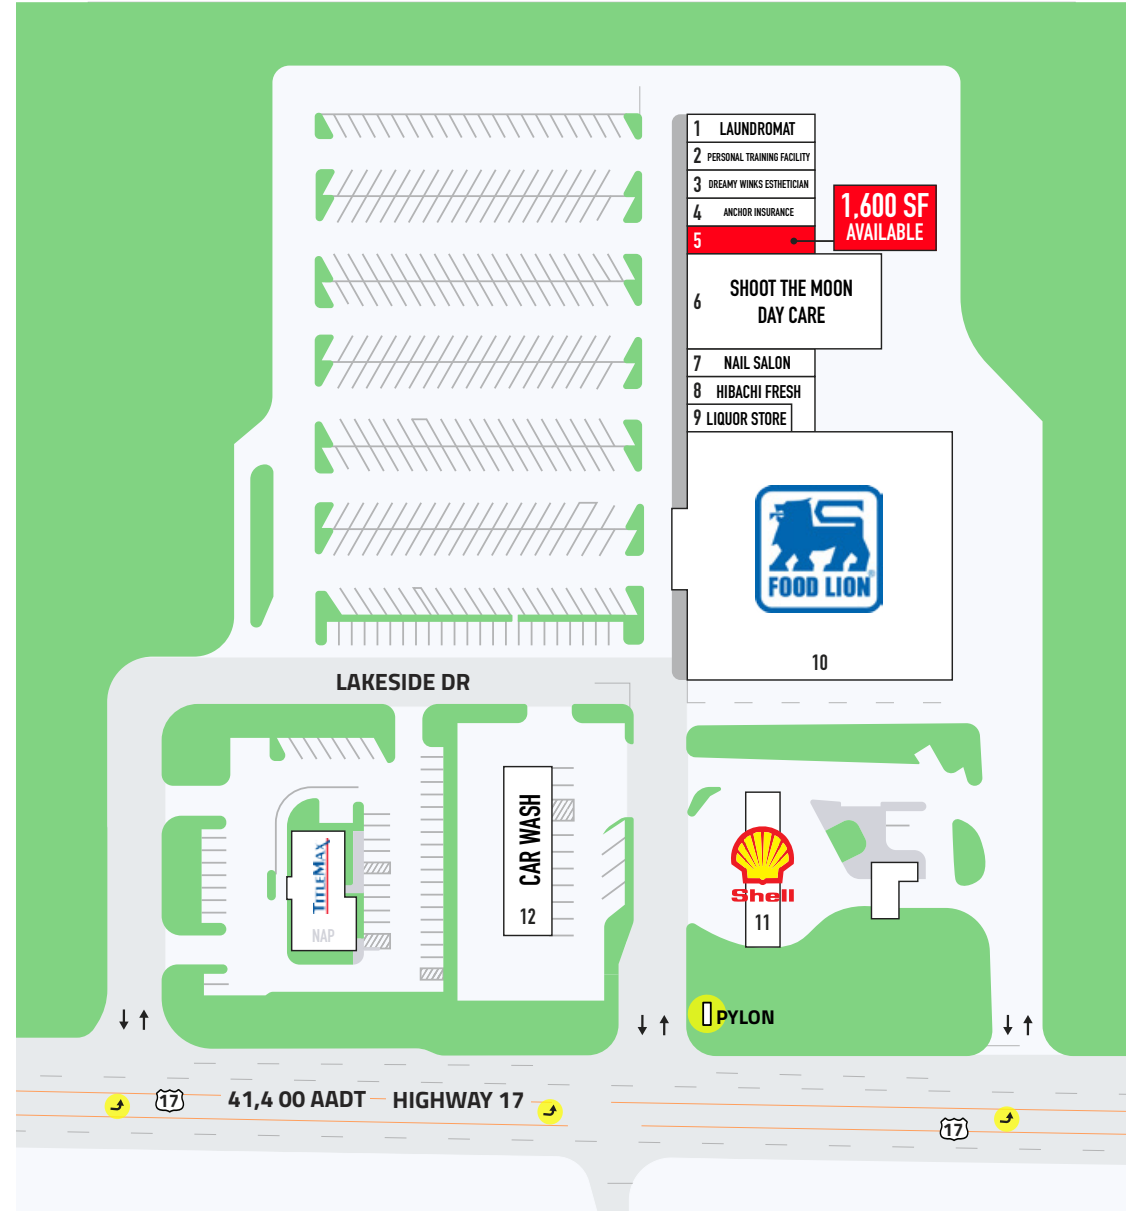 1 LAUNDROMAT
2 PERSONAL TRAINING FACILITY
3 DREAMY WINKS ESTHETICIAN
4 ANCHOR INSURANCE
5
1,600 SF
AVAILABLE
6
SHOOT THE MOON
DAY CARE
7 NAIL SALON
8 HIBACHI FRESH
9 LIQUOR STORE
FOOD LION®
10
LAKESIDE DR
TITLEMAX
NAP
CAR WASH
12
Shell
11
PYLON
17
41,4 00 AADT
HIGHWAY 17
17